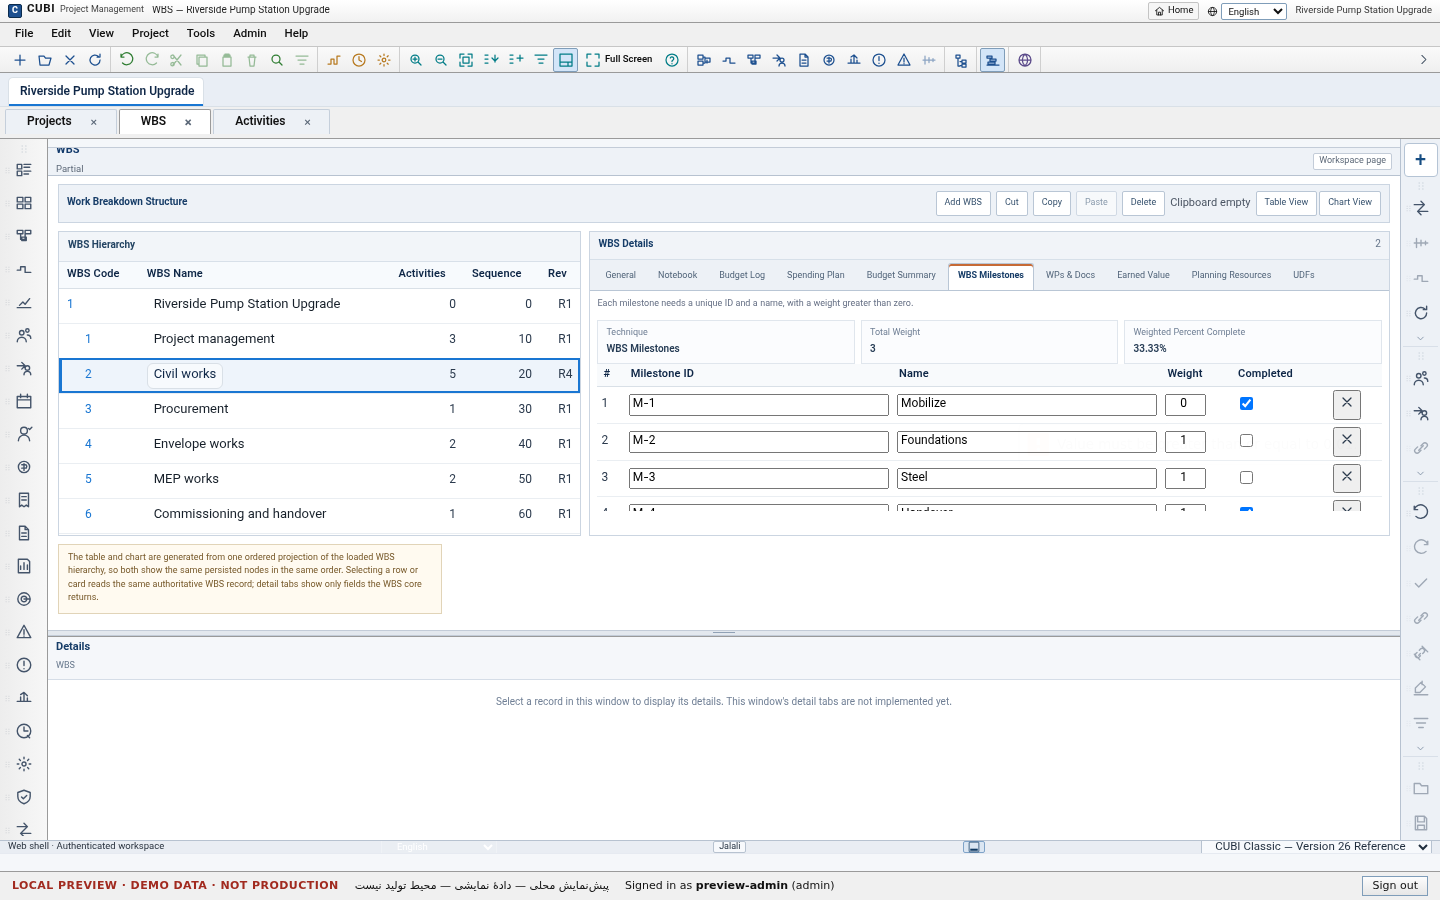 C CUBI Project Management WBS — Riverside Pump Station Upgrade Home English Riverside Pump Station Upgrade
File Edit View Project Tools Admin Help
Full Screen
Riverside Pump Station Upgrade
Projects × WBS × Activities ×
WBS
Partial
Workspace page
Work Breakdown Structure Add WBS Cut Copy Paste Delete Clipboard empty Table View Chart View
WBS Hierarchy
WBS Code WBS Name Activities Sequence Rev
1 Riverside Pump Station Upgrade 0 0 R1
1 Project management 3 10 R1
2 Civil works 5 20 R4
3 Procurement 1 30 R1
4 Envelope works 2 40 R1
5 MEP works 2 50 R1
6 Commissioning and handover 1 60 R1
WBS Details 2
General Notebook Budget Log Spending Plan Budget Summary WBS Milestones WPs & Docs Earned Value Planning Resources UDFs
Each milestone needs a unique ID and a name, with a weight greater than zero.
Technique Total Weight Weighted Percent Complete
WBS Milestones 3 33.33%
# Milestone ID Name Weight Completed
1 M-1 Mobilize 0
2 M-2 Foundations 1
3 M-3 Steel 1
4 M-4 Handover 1
The table and chart are generated from one ordered projection of the loaded WBS
hierarchy, so both show the same persisted nodes in the same order. Selecting a row or
card reads the same authoritative WBS record; detail tabs show only fields the WBS core
returns.
Details
WBS
Select a record in this window to display its details. This window's detail tabs are not implemented yet.
Web shell · Authenticated workspace English Jalali CUBI Classic — Version 26 Reference
LOCAL PREVIEW · DEMO DATA · NOT PRODUCTION پیش‌نمایش محلی — دادهٔ نمایشی — محیط تولید نیست Signed in as preview-admin (admin) Sign out